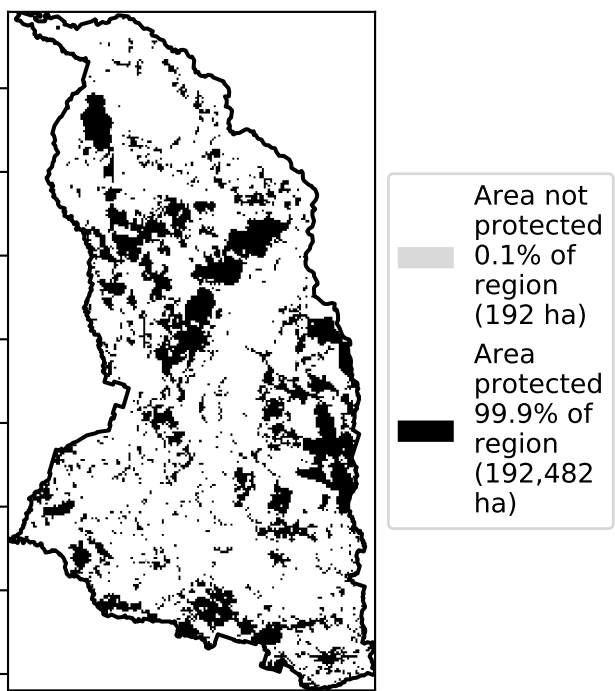 Area not
protected
0.1% of
region
(192 ha)
Area
protected
99.9% of
region
(192,482
ha)